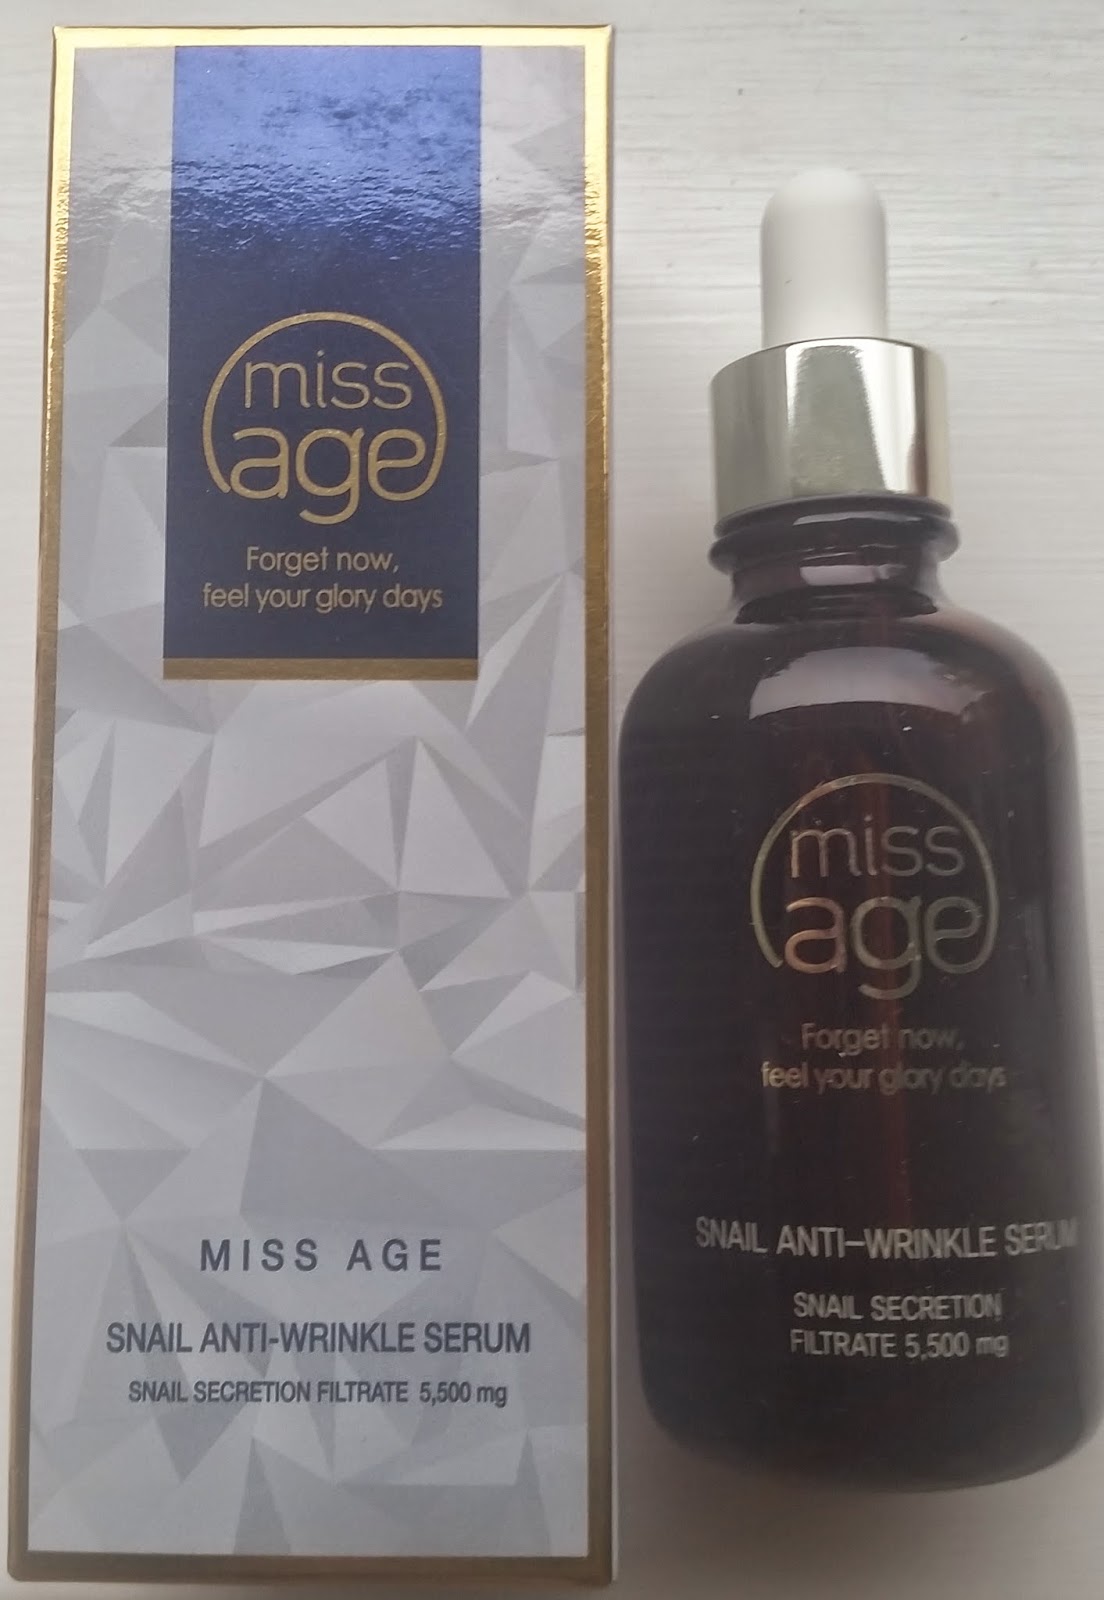 miss
age
Forget now,
feel your glory days
MISS AGE
SNAIL ANTI-WRINKLE SERUM
SNAIL SECRETION FILTRATE 5,500 mg
miss
age
Forget now,
feel your glory days
SNAIL ANTI-WRINKLE SERUM
SNAIL SECRETION
FILTRATE 5,500 mg